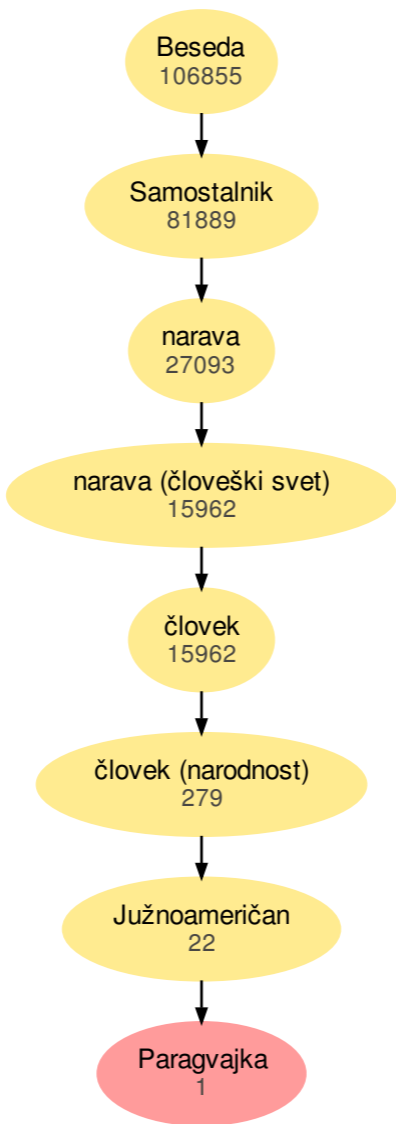 Beseda
106855
Samostalnik
81889
narava
27093
narava (človeški svet)
15962
človek
15962
človek (narodnost)
279
Južnoameričan
22
Paragvajka
1